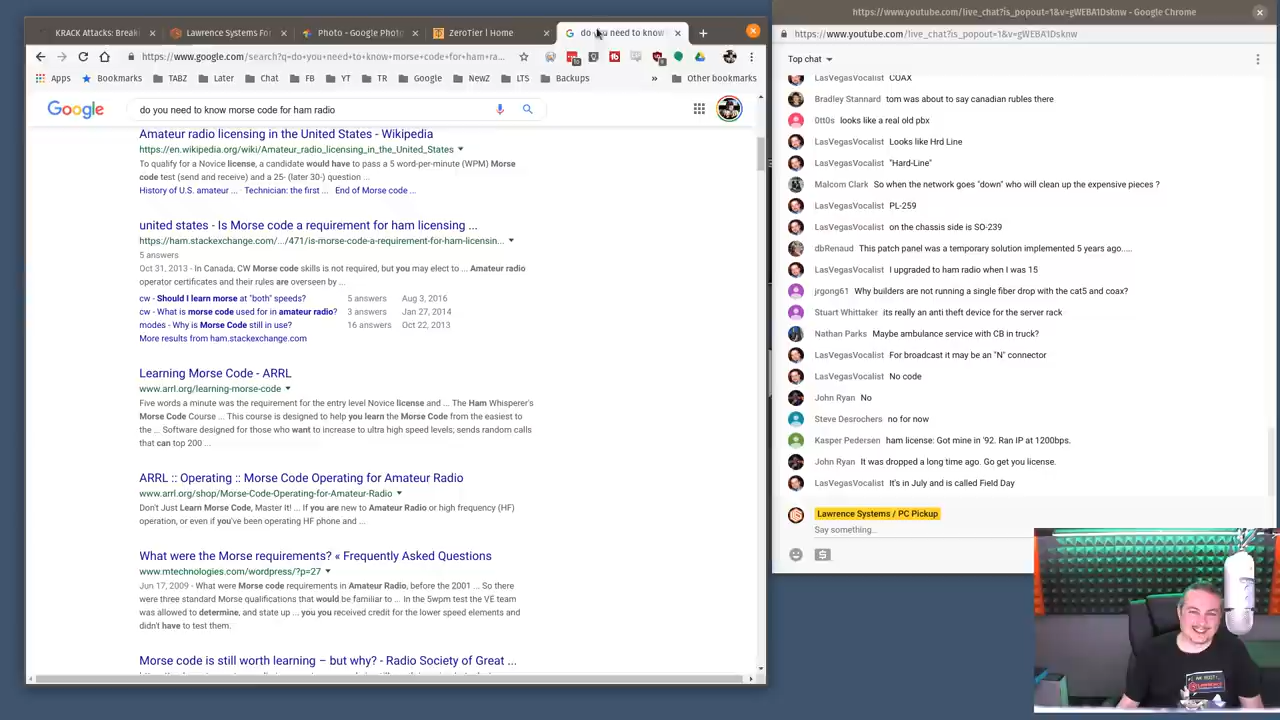 https://www.youtube.com/live_chat?is_popout=1&v=gWEBA1Dsknw - Google Chrome
KRACK Attacks: Break
Lawrence Systems For
Photo - Google Photo
ZeroTier | Home
do you need to know
https://www.youtube.com/live_chat?is_popout=1&v=gWEBA1Dsknw
https://www.google.com/search?q=do+you+need+to+know+morse+code+for+ham+ra...
Apps
Bookmarks
TABZ
Later
Chat
FB
YT
TR
Google
NewZ
LTS
Backups
»
Other bookmarks
Google
do you need to know morse code for ham radio
Amateur radio licensing in the United States - Wikipedia
https://en.wikipedia.org/wiki/Amateur_radio_licensing_in_the_United_States
To qualify for a Novice license, a candidate would have to pass a 5 word-per-minute (WPM) Morse
code test (send and receive) and a 25- (later 30-) question ...
History of U.S. amateur ... · Technician: the first ... · End of Morse code ...
united states - Is Morse code a requirement for ham licensing ...
https://ham.stackexchange.com/.../471/is-morse-code-a-requirement-for-ham-licensin...
5 answers
Oct 31, 2013 - In Canada, CW Morse code skills is not required, but you may elect to ... Amateur radio
operator certificates and their rules are overseen by ...
cw - Should I learn morse at "both" speeds? 5 answers Aug 3, 2016
cw - What is morse code used for in amateur radio? 3 answers Jan 27, 2014
modes - Why is Morse Code still in use? 16 answers Oct 22, 2013
More results from ham.stackexchange.com
Learning Morse Code - ARRL
www.arrl.org/learning-morse-code
Five words a minute was the requirement for the entry level Novice license and ... The Ham Whisperer's
Morse Code Course ... This course is designed to help you learn the Morse Code from the easiest to
the ... Software designed for those who want to increase to ultra high speed levels; sends random calls
that can top 200 ...
ARRL :: Operating :: Morse Code Operating for Amateur Radio
www.arrl.org/shop/Morse-Code-Operating-for-Amateur-Radio
Don't Just Learn Morse Code, Master It! ... If you are new to Amateur Radio or high frequency (HF)
operation, or even if you've been operating HF phone and ...
What were the Morse requirements? « Frequently Asked Questions
www.mtechnologies.com/wordpress/?p=27
Jun 17, 2009 - What were Morse code requirements in Amateur Radio, before the 2001 ... So there
were three standard Morse qualifications that would be familiar to ... In the 5wpm test the VE team
was allowed to determine, and state up ... you you received credit for the lower speed elements and
didn't have to test them.
Morse code is still worth learning – but why? - Radio Society of Great ...
Top chat
LasVegasVocalist COAX
Bradley Stannard tom was about to say canadian rubles there
0tt0s looks like a real old pbx
LasVegasVocalist Looks like Hrd Line
LasVegasVocalist "Hard-Line"
Malcom Clark So when the network goes "down" who will clean up the expensive pieces ?
LasVegasVocalist PL-259
LasVegasVocalist on the chassis side is SO-239
dbRenaud This patch panel was a temporary solution implemented 5 years ago.....
LasVegasVocalist I upgraded to ham radio when I was 15
jrgong61 Why builders are not running a single fiber drop with the cat5 and coax?
Stuart Whittaker its really an anti theft device for the server rack
Nathan Parks Maybe ambulance service with CB in truck?
LasVegasVocalist For broadcast it may be an "N" connector
LasVegasVocalist No code
John Ryan No
Steve Desrochers no for now
Kasper Pedersen ham license: Got mine in '92. Ran IP at 1200bps.
John Ryan It was dropped a long time ago. Go get you license.
LasVegasVocalist It's in July and is called Field Day
Lawrence Systems / PC Pickup
Say something...